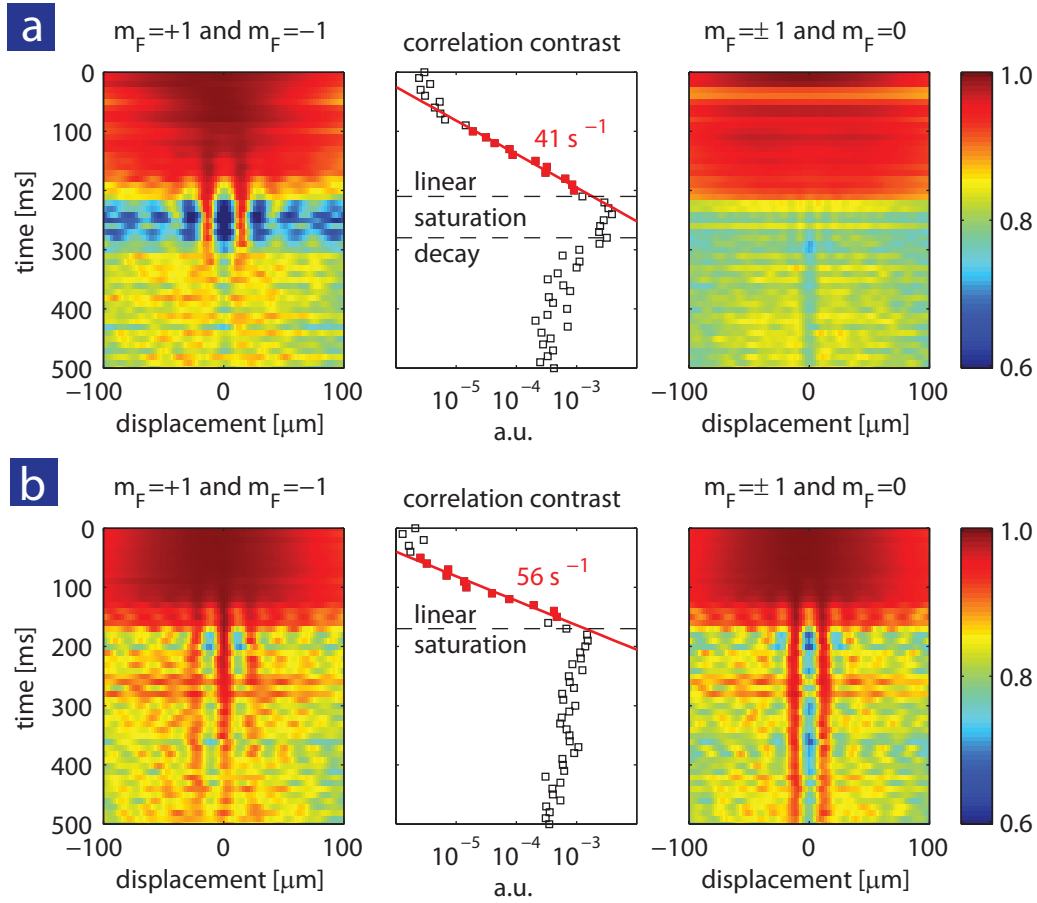 a
m_F=+1 and m_F=−1
correlation contrast
m_F=± 1 and m_F=0
0
100
200
300
400
500
time [ms]
−100
0
100
displacement [μm]
41 s⁻¹
linear
saturation
decay
10⁻⁵
10⁻⁴
10⁻³
a.u.
−100
0
100
displacement [μm]
1.0
0.8
0.6
b
m_F=+1 and m_F=−1
correlation contrast
m_F=± 1 and m_F=0
0
100
200
300
400
500
time [ms]
−100
0
100
displacement [μm]
56 s⁻¹
linear
saturation
10⁻⁵
10⁻⁴
10⁻³
a.u.
−100
0
100
displacement [μm]
1.0
0.8
0.6